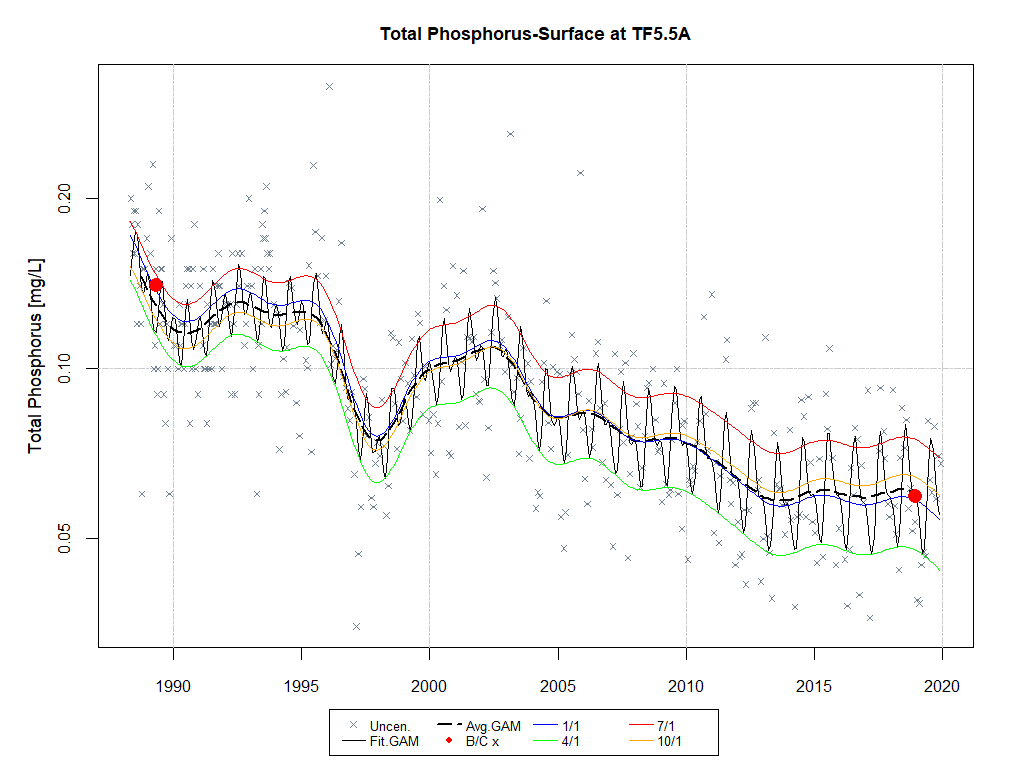 Total Phosphorus-Surface at TF5.5A
Total Phosphorus [mg/L]
0.20
0.10
0.05
1990 1995 2000 2005 2010 2015 2020
Uncen. Avg.GAM 1/1 7/1
Fit.GAM B/C x 4/1 10/1